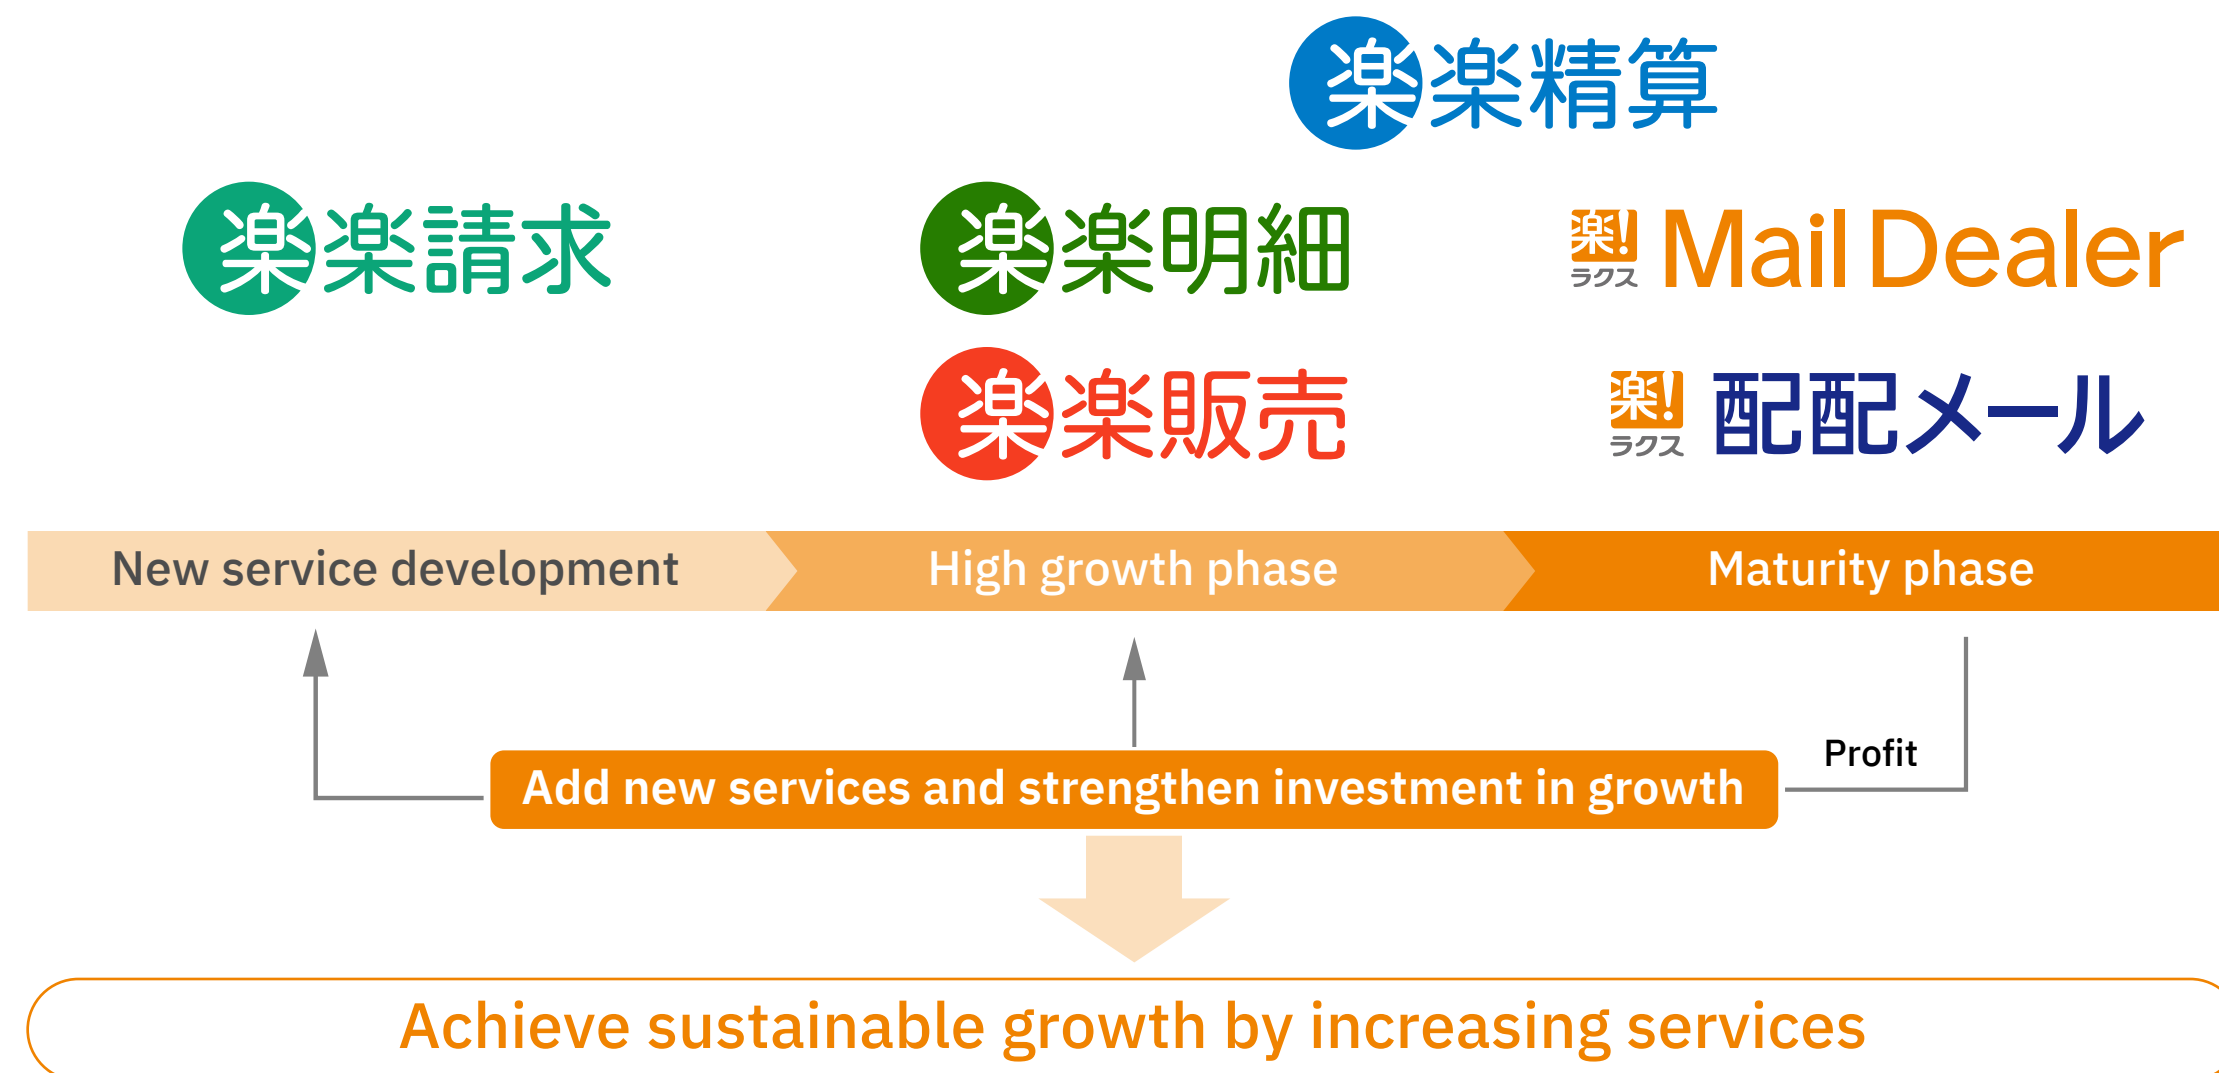 楽楽精算
楽楽請求
楽楽明細
楽!
ラクス
Mail Dealer
楽楽販売
楽!
ラクス
配配メール
New service development
High growth phase
Maturity phase
Profit
Add new services and strengthen investment in growth
Achieve sustainable growth by increasing services